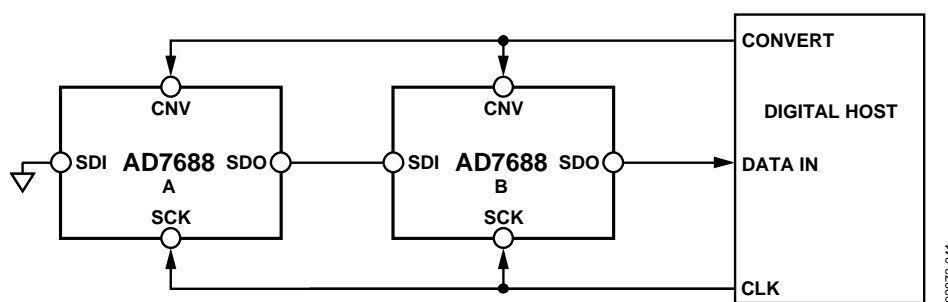 CONVERT
CNV
CNV
DIGITAL HOST
SDI
AD7688
SDO
SDI
AD7688
SDO
DATA IN
A
B
SCK
SCK
CLK